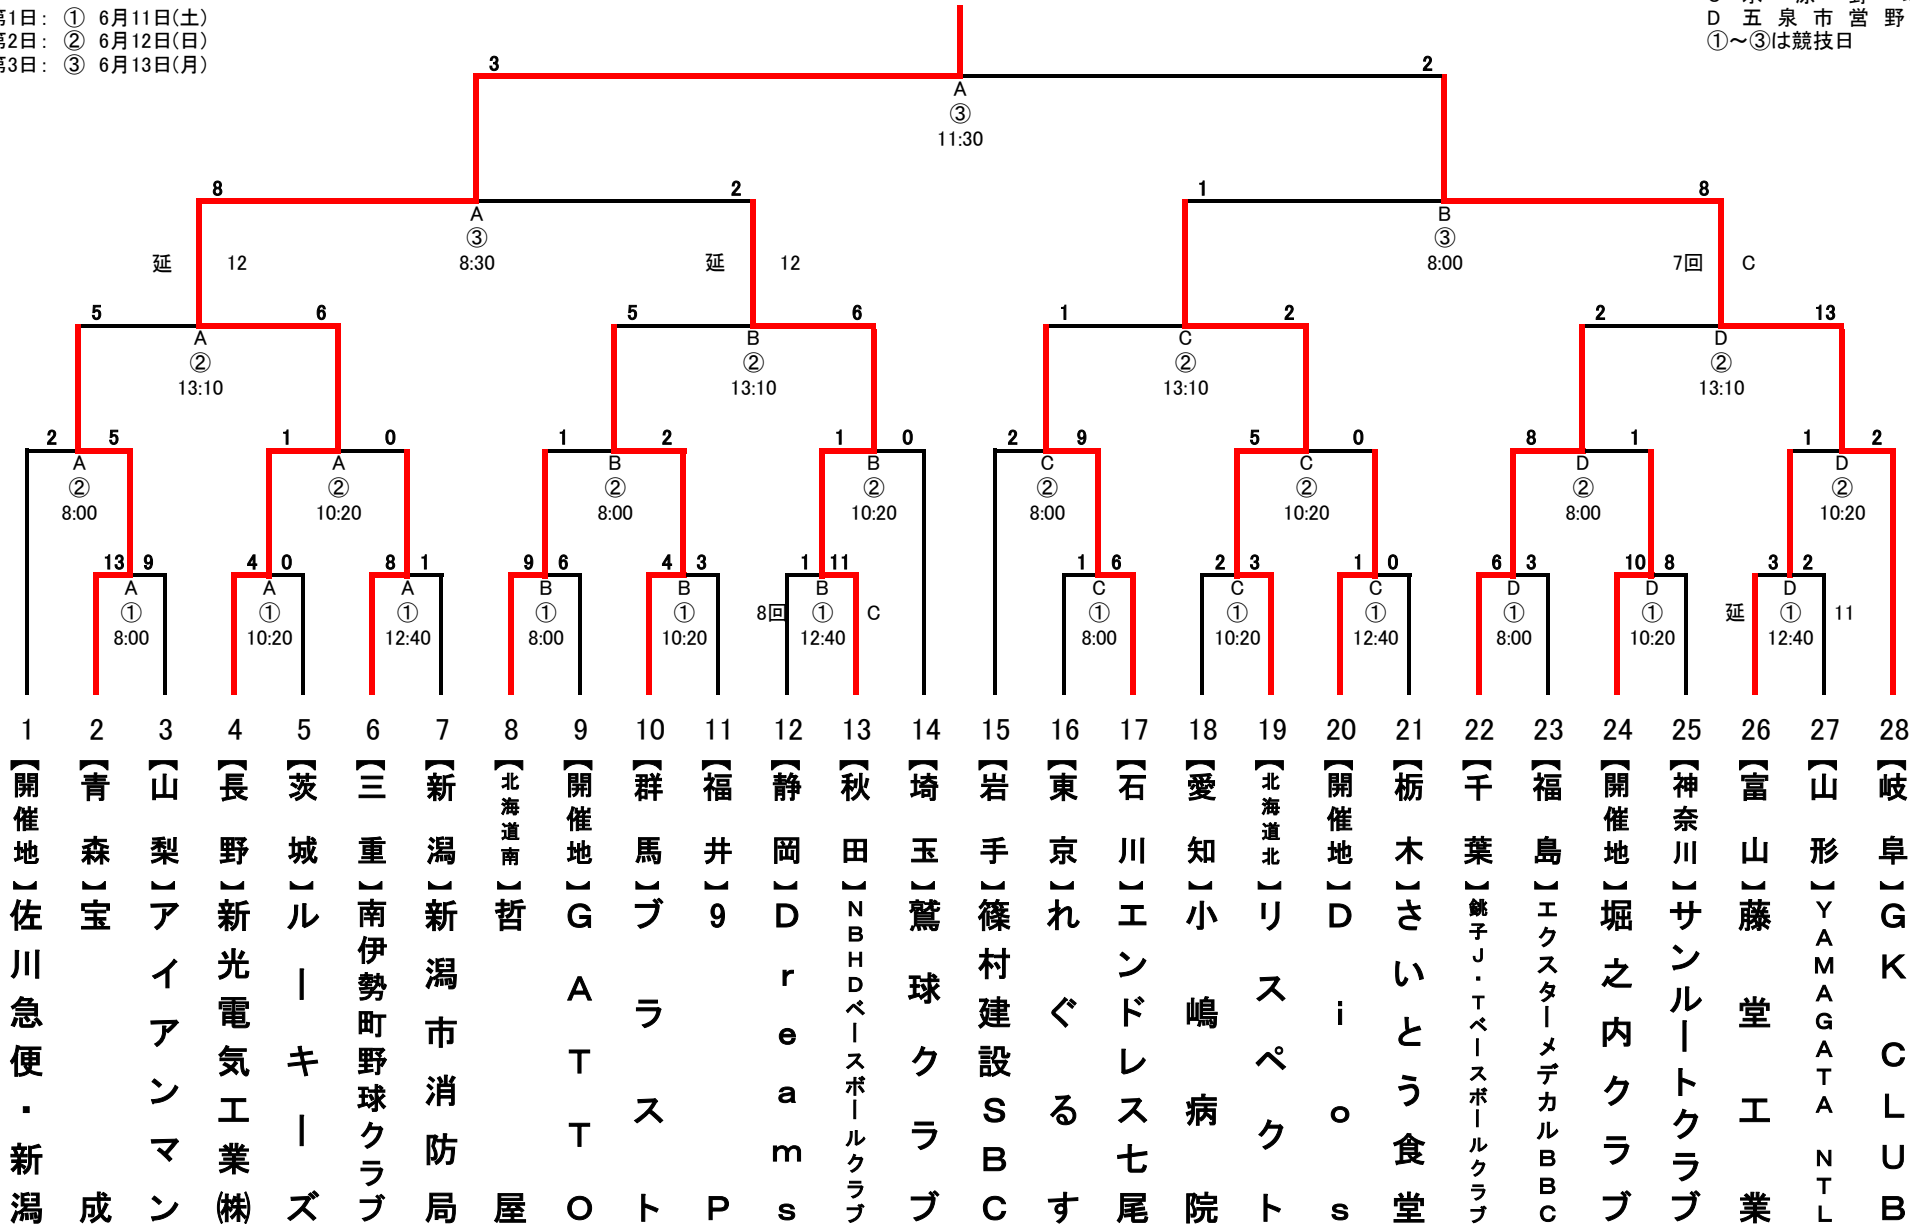 第1日: ① 6月11日(土)
第2日: ② 6月12日(日)
第3日: ③ 6月13日(月)
D 五 泉 市 営 野
①～③は競技日
3 2
A
③
11:30
8 2 1 8
A B
③ ③
8:30 8:00
延 12 延 12 7回 C
5 6 5 6 1 2 2 13
A B C D
② ② ② ②
13:10 13:10 13:10 13:10
2 5 1 0 1 2 1 0 2 9 5 0 8 1 1 2
A A B B C C D D
② ② ② ② ② ② ② ②
8:00 10:20 8:00 10:20 8:00 10:20 8:00 10:20
13 9 4 0 8 1 9 6 4 3 1 11 1 6 2 3 1 0 6 3 10 8 3 2
A A A B B B C C C D D D
① ① ① ① ① ① ① ① ① ① ① ①
8回 C 延 11
8:00 10:20 12:40 8:00 10:20 12:40 8:00 10:20 12:40 8:00 10:20 12:40
1 2 3 4 5 6 7 8 9 10 11 12 13 14 15 16 17 18 19 20 21 22 23 24 25 26 27 28
【開催地】佐川急便・新潟
【青森】宝成
【山梨】アイアンマン
【長野】新光電気工業㈱
【茨城】ルーキーズ
【三重】南伊勢町野球クラブ
【新潟】新潟市消防局
【北海道南】哲屋
【開催地】GATTO
【群馬】ブラスト
【福井】9P
【静岡】Dreams
【秋田】NBHDベースボールクラブ
【埼玉】鷲球クラブ
【岩手】篠村建設SBC
【東京】れぐるす
【石川】エンドレス七尾
【愛知】小嶋病院
【北海道北】リスペクト
【開催地】Dios
【栃木】さいとう食堂
【千葉】銚子J・Tベースボールクラブ
【福島】エクスターメデカルBBC
【開催地】堀之内クラブ
【神奈川】サンルートクラブ
【富山】藤堂工業
【山形】YAMAGATA NTL
【岐阜】GK CLUB